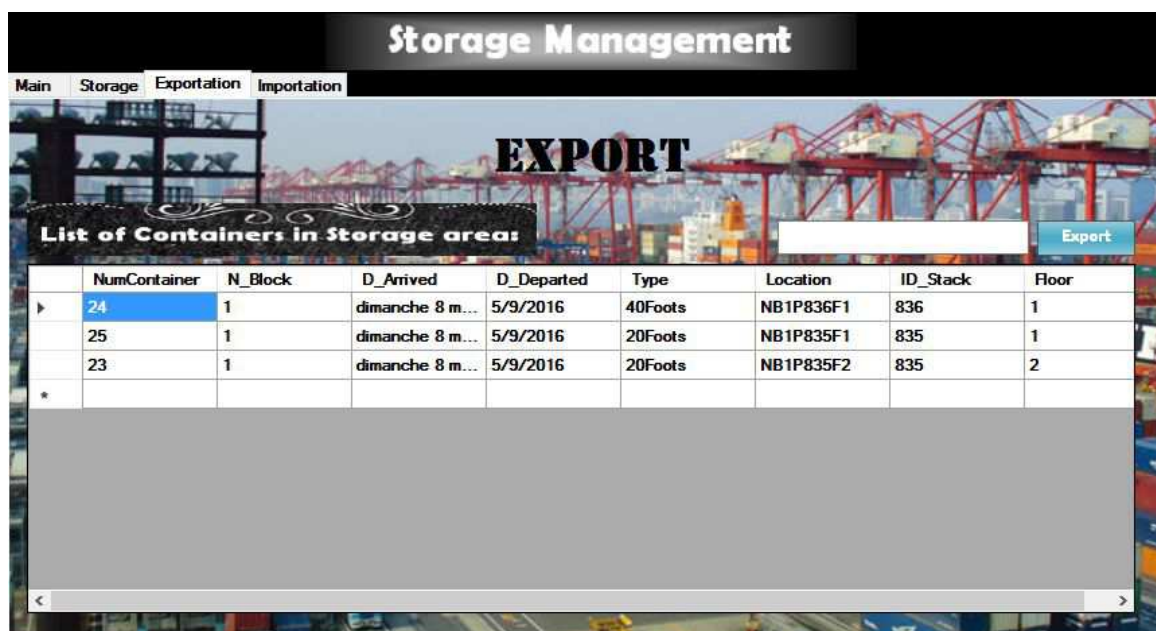 Storage Management
Main Storage Exportation Importation
EXPORT
List of Containers in Storage area:
Export
NumContainer N_Block D_Arrived D_Departed Type Location ID_Stack Floor
24 1 dimanche 8 m... 5/9/2016 40Foots NB1P836F1 836 1
25 1 dimanche 8 m... 5/9/2016 20Foots NB1P835F1 835 1
23 1 dimanche 8 m... 5/9/2016 20Foots NB1P835F2 835 2
*